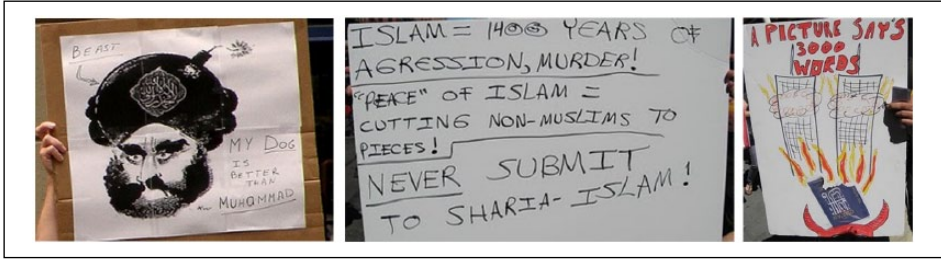 BEAST
MY DOG
IS
BETTER
THAN
MUHAMMAD
ISLAM = 1400 YEARS OF
AGRESSION, MURDER!
"PEACE" OF ISLAM =
CUTTING NON-MUSLIMS TO
PIECES!
NEVER SUBMIT
TO SHARIA-ISLAM!
A PICTURE SAY'S
3000
WORDS